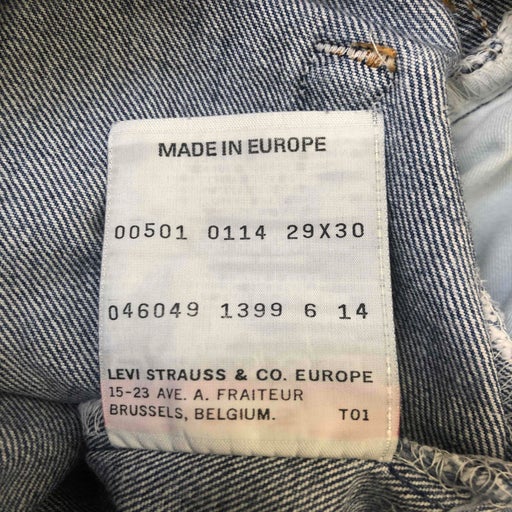 MADE IN EUROPE
00501 0114 29X30
046049 1399 6 14
LEVI STRAUSS & CO. EUROPE
15-23 AVE. A. FRAITEUR
BRUSSELS, BELGIUM. T01